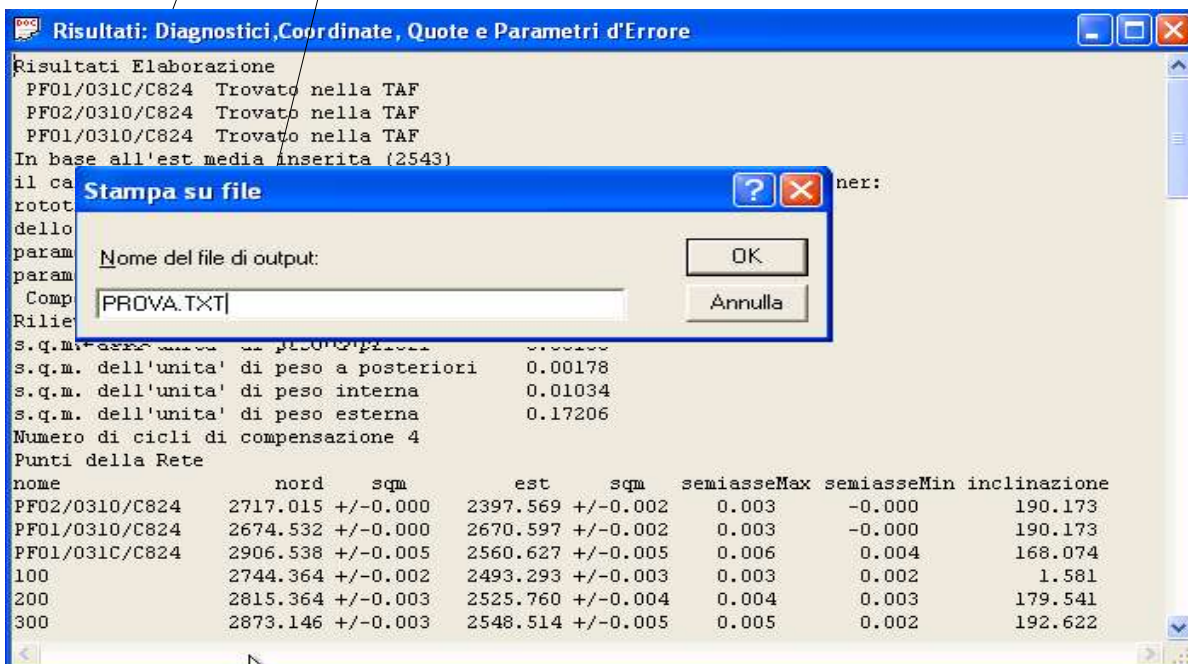 Risultati: Diagnostici,Coordinate, Quote e Parametri d'Errore
Risultati Elaborazione
PF01/031C/C824 Trovato nella TAF
PF02/0310/C824 Trovato nella TAF
PF01/0310/C824 Trovato nella TAF
In base all'est media inserita (2543)
il ca
ner:
rotot
dello
param
param
Comp
Rilie
Stampa su file
Nome del file di output:
PROVA.TXT
OK
Annulla
s.q.m.
s.q.m. dell'unita' di peso a posteriori 0.00178
s.q.m. dell'unita' di peso interna 0.01034
s.q.m. dell'unita' di peso esterna 0.17206
Numero di cicli di compensazione 4
Punti della Rete
nome nord sqm est sqm semiasseMax semiasseMin inclinazione
PF02/0310/C824 2717.015 +/-0.000 2397.569 +/-0.002 0.003 -0.000 190.173
PF01/0310/C824 2674.532 +/-0.000 2670.597 +/-0.002 0.003 -0.000 190.173
PF01/031C/C824 2906.538 +/-0.005 2560.627 +/-0.005 0.006 0.004 168.074
100 2744.364 +/-0.002 2493.293 +/-0.003 0.003 0.002 1.581
200 2815.364 +/-0.003 2525.760 +/-0.004 0.004 0.003 179.541
300 2873.146 +/-0.003 2548.514 +/-0.005 0.005 0.002 192.622